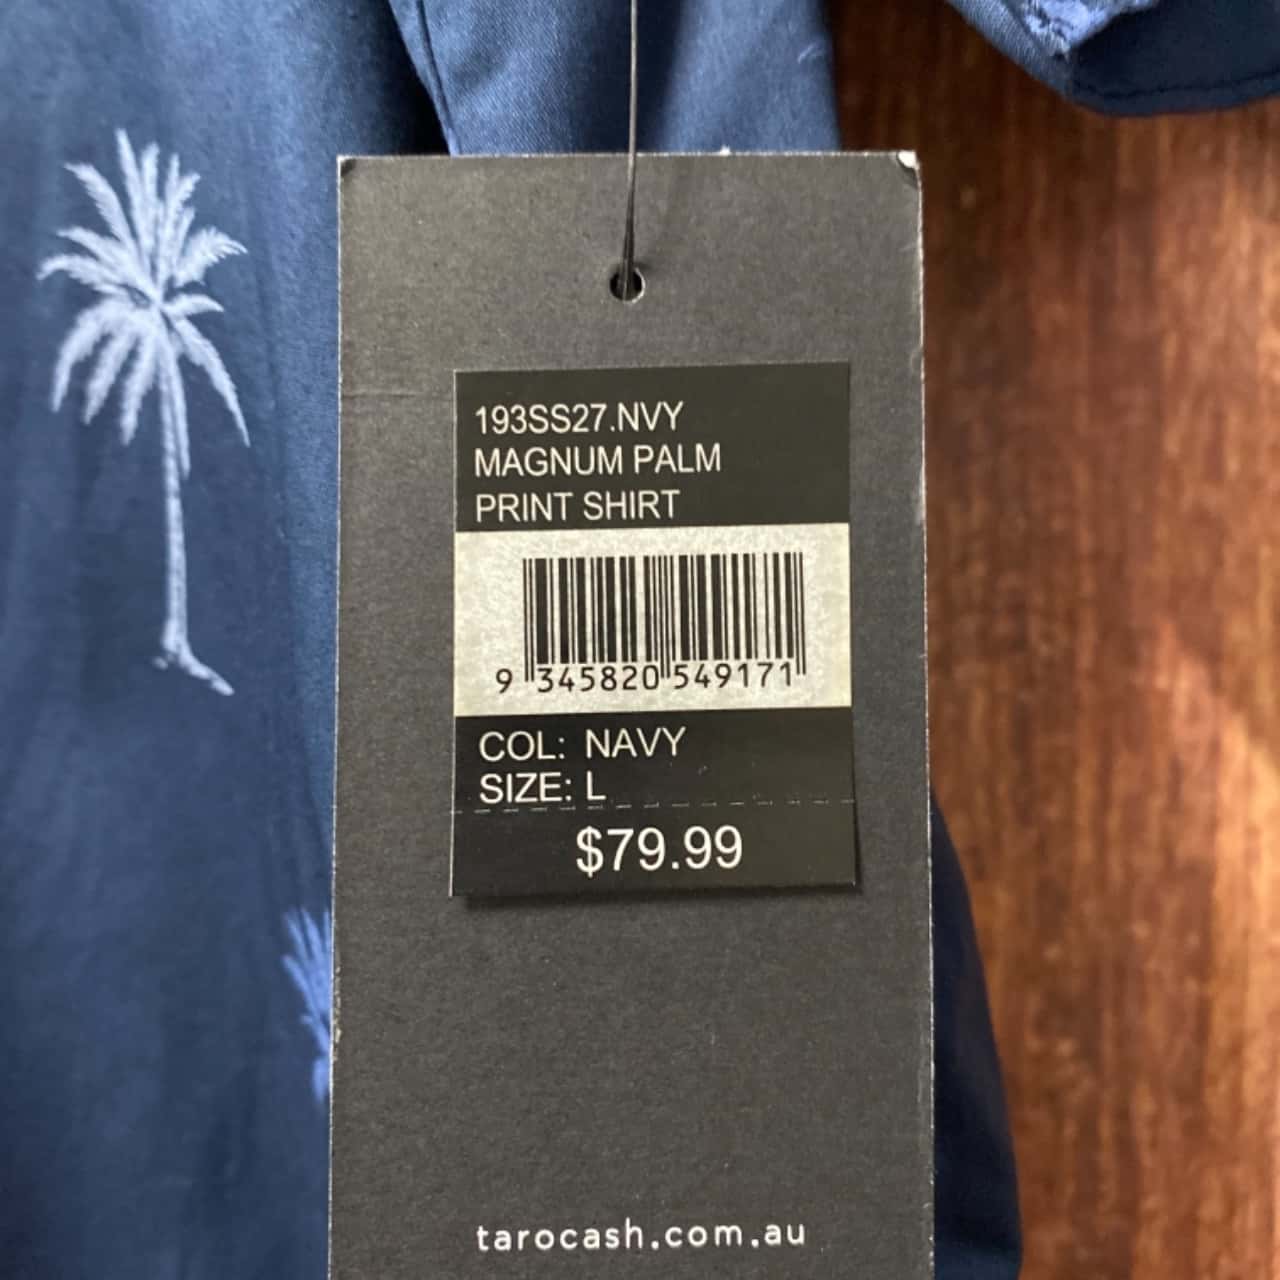 193SS27.NVY
MAGNUM PALM
PRINT SHIRT
9 345820 549171
COL: NAVY
SIZE: L
$79.99
tarocash.com.au